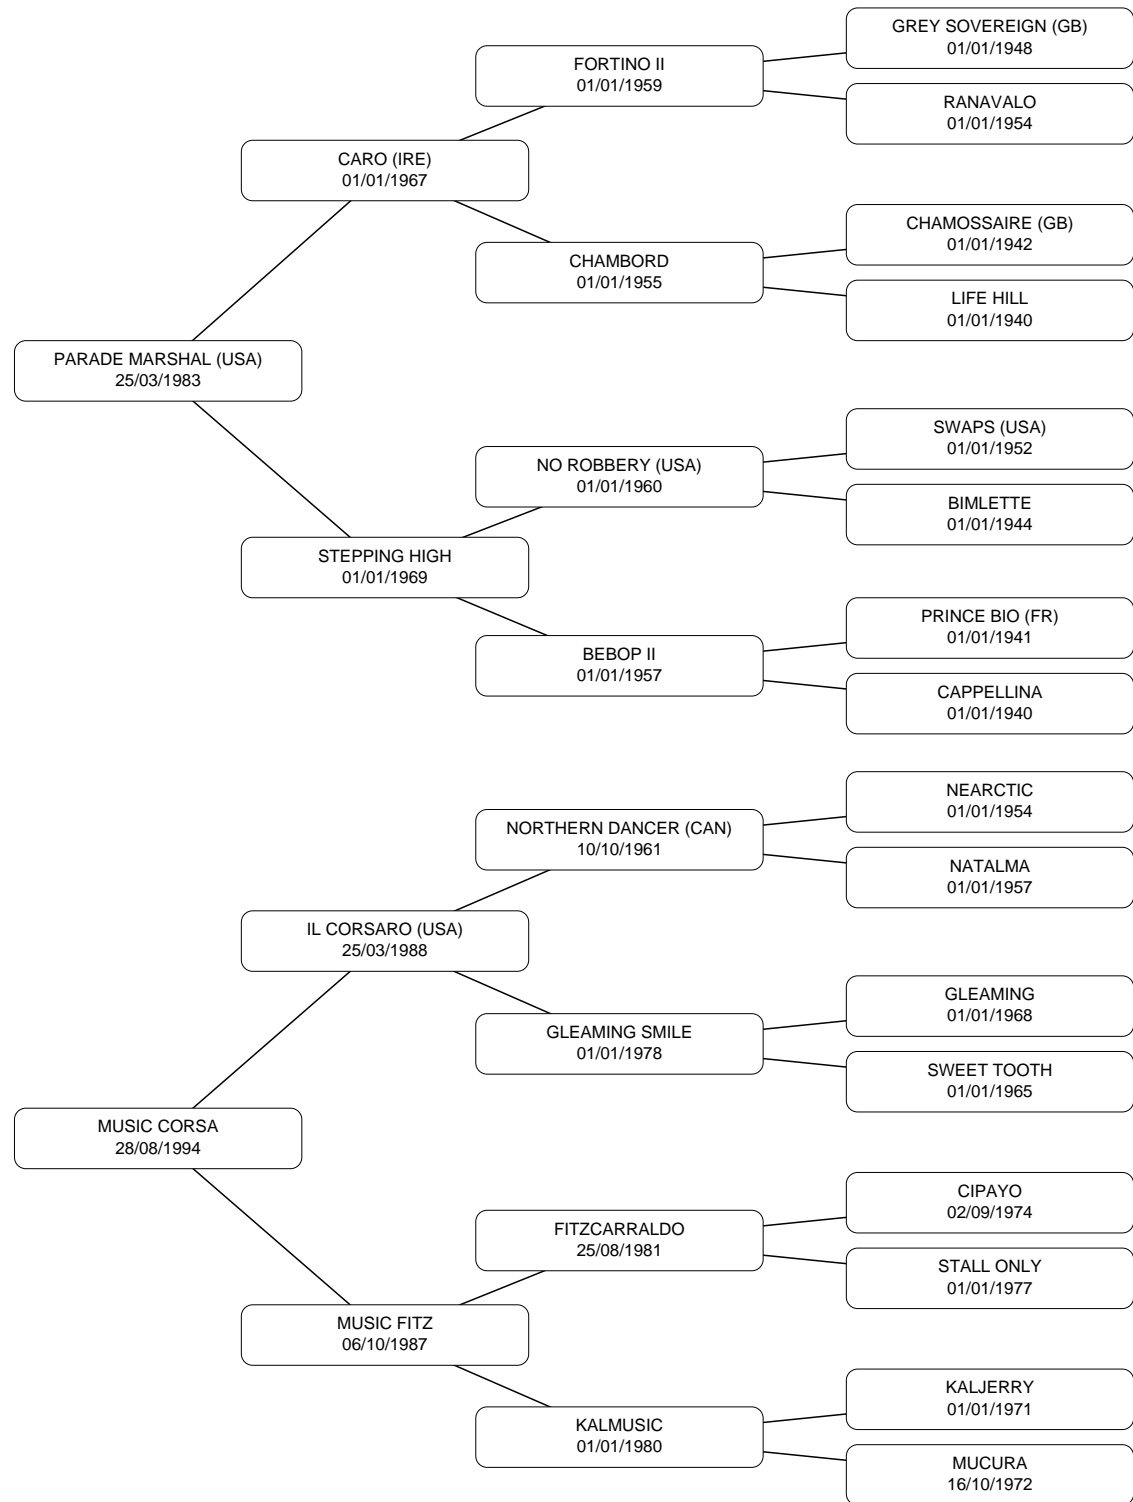 GREY SOVEREIGN (GB)
01/01/1948
FORTINO II
01/01/1959
RANAVALO
01/01/1954
CARO (IRE)
01/01/1967
CHAMOSSAIRE (GB)
01/01/1942
CHAMBORD
01/01/1955
LIFE HILL
01/01/1940
PARADE MARSHAL (USA)
25/03/1983
SWAPS (USA)
01/01/1952
NO ROBBERY (USA)
01/01/1960
BIMLETTE
01/01/1944
STEPPING HIGH
01/01/1969
PRINCE BIO (FR)
01/01/1941
BEBOP II
01/01/1957
CAPPELLINA
01/01/1940
NEARCTIC
01/01/1954
NORTHERN DANCER (CAN)
10/10/1961
NATALMA
01/01/1957
IL CORSARO (USA)
25/03/1988
GLEAMING
01/01/1968
GLEAMING SMILE
01/01/1978
SWEET TOOTH
01/01/1965
MUSIC CORSA
28/08/1994
CIPAYO
02/09/1974
FITZCARRALDO
25/08/1981
STALL ONLY
01/01/1977
MUSIC FITZ
06/10/1987
KALJERRY
01/01/1971
KALMUSIC
01/01/1980
MUCURA
16/10/1972